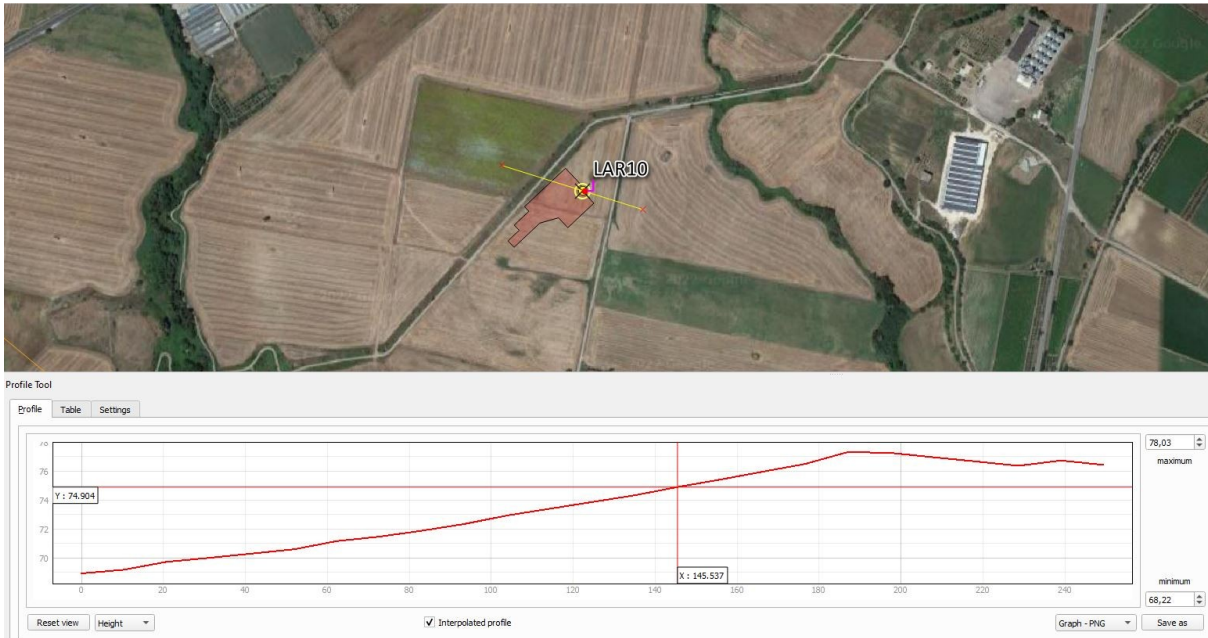 LAR10
Profile Tool
Profile Table Settings
78
76
74
72
70
Y : 74.904
X : 145.537
0 20 40 60 80 100 120 140 160 180 200 220 240
78,03
maximum
minimum
68,22
Reset view Height Interpolated profile Graph - PNG Save as